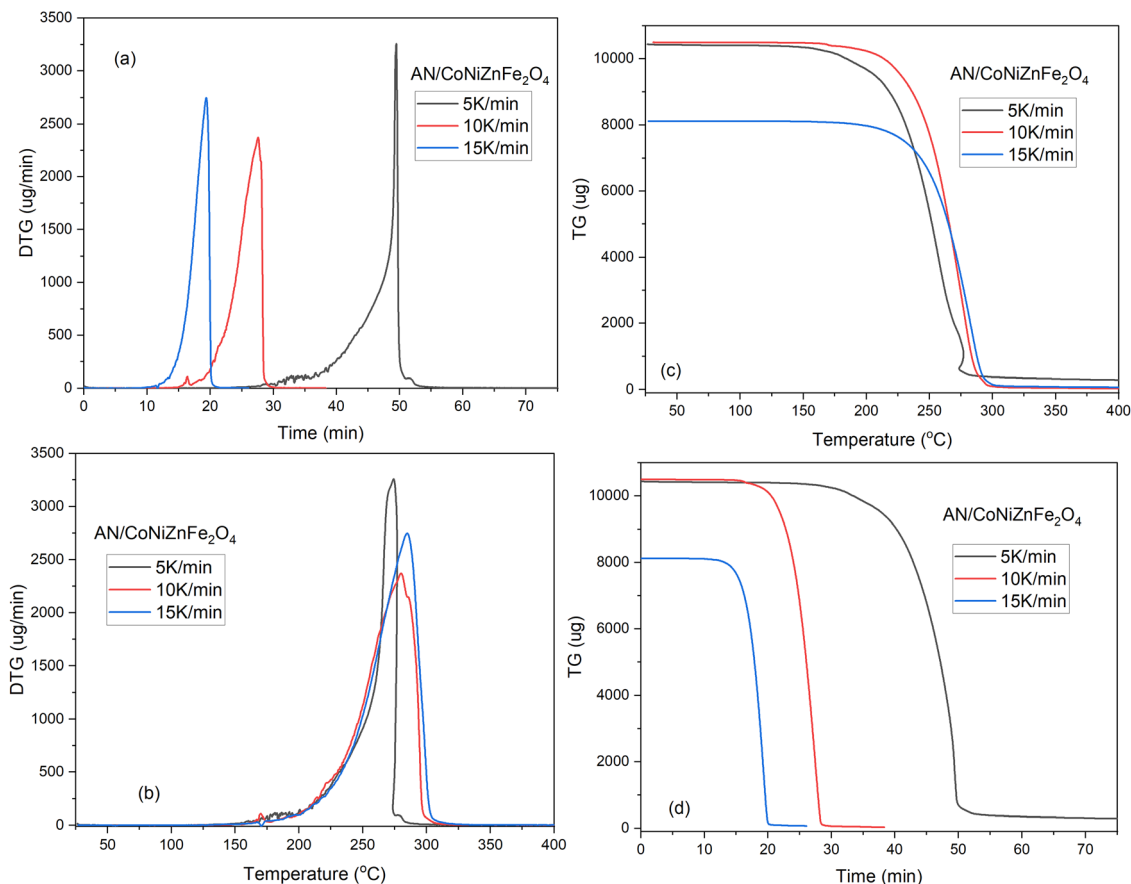 (a)
AN/CoNiZnFe2O4
5K/min
10K/min
15K/min
3500
3000
2500
2000
1500
1000
500
0
DTG (ug/min)
0 10 20 30 40 50 60 70
Time (min)
(c)
AN/CoNiZnFe2O4
5K/min
10K/min
15K/min
10000
8000
6000
4000
2000
0
TG (ug)
50 100 150 200 250 300 350 400
Temperature (oC)
(b)
AN/CoNiZnFe2O4
5K/min
10K/min
15K/min
3500
3000
2500
2000
1500
1000
500
0
DTG (ug/min)
50 100 150 200 250 300 350 400
Temperature (oC)
(d)
AN/CoNiZnFe2O4
5K/min
10K/min
15K/min
10000
8000
6000
4000
2000
0
TG (ug)
0 10 20 30 40 50 60 70
Time (min)